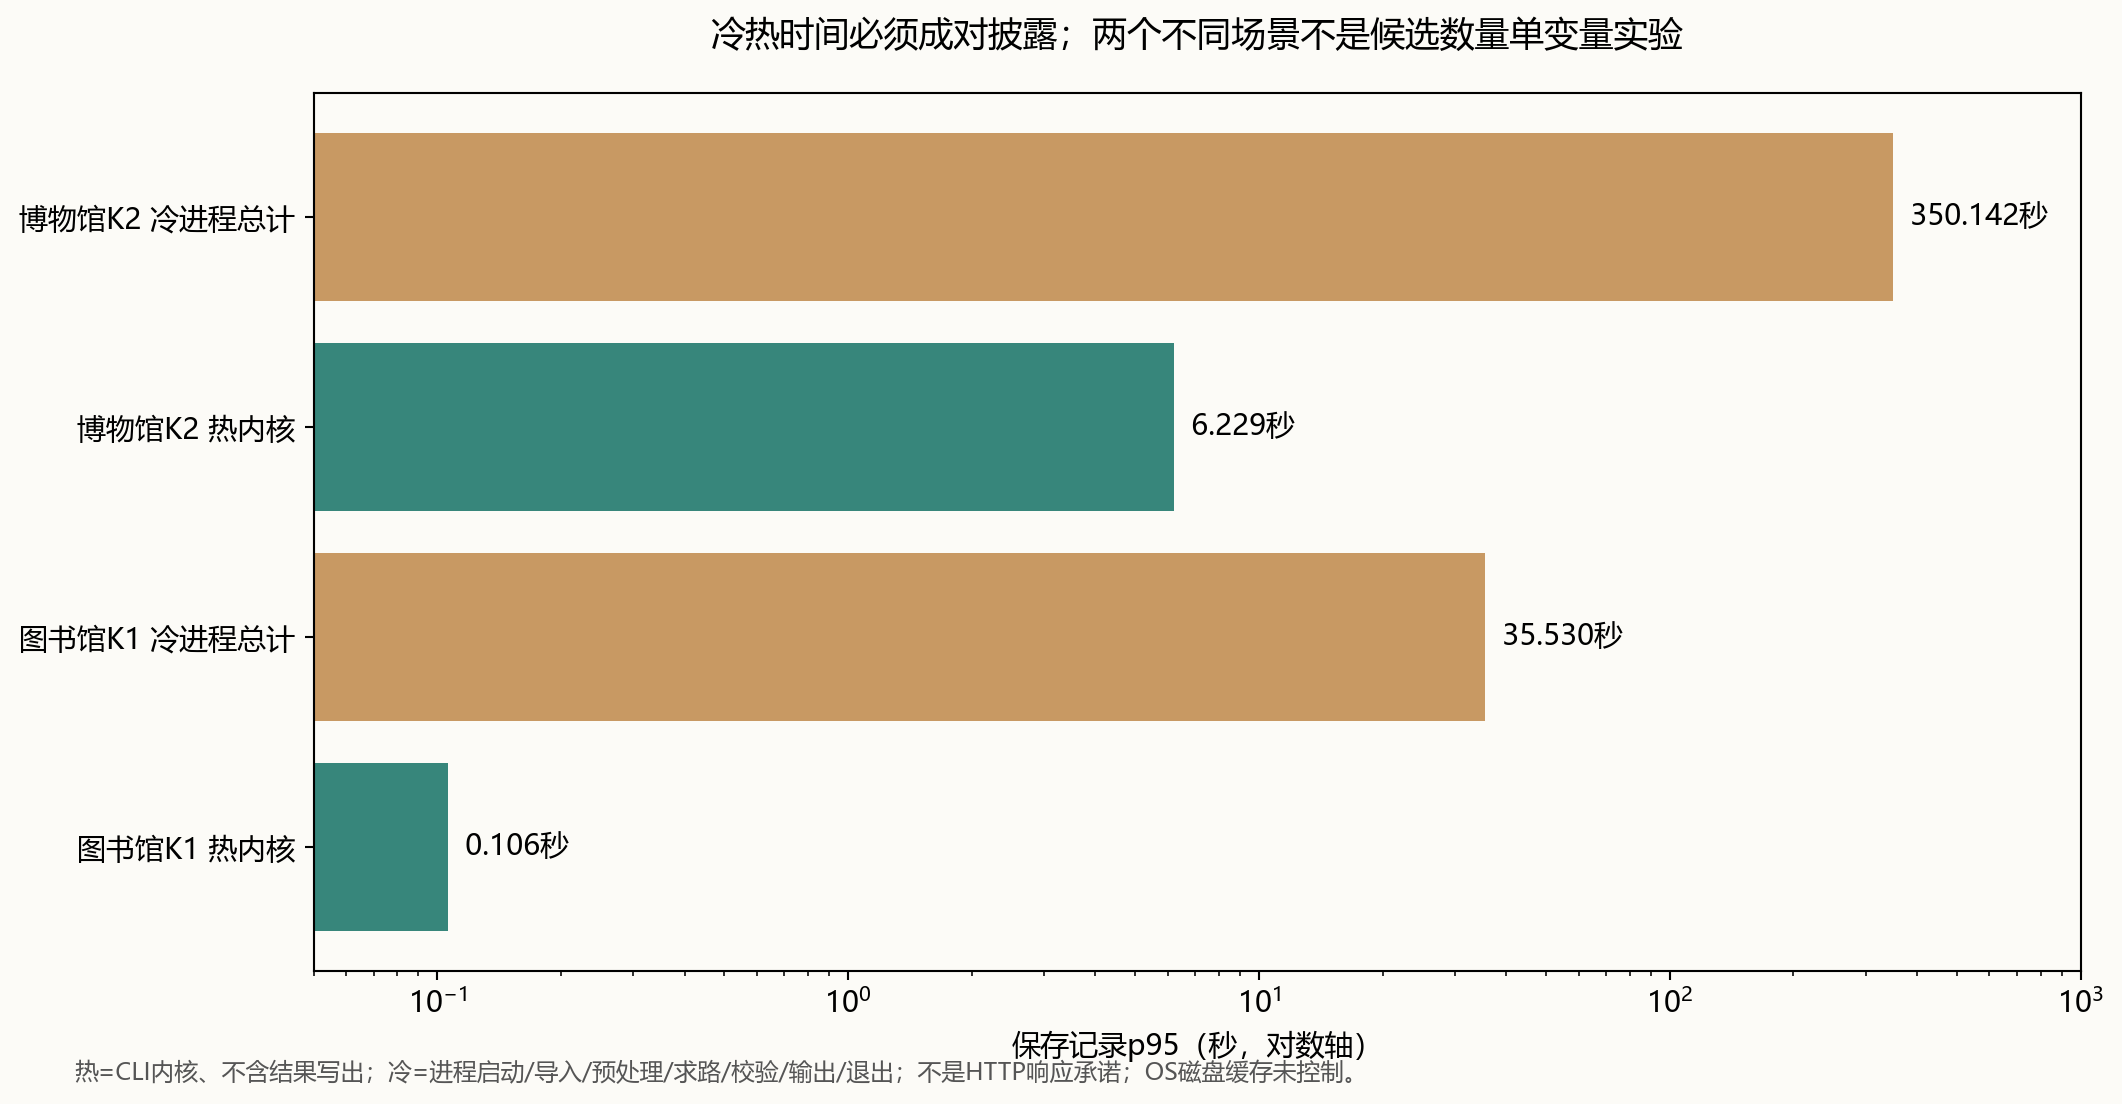 冷热时间必须成对披露；两个不同场景不是候选数量单变量实验
博物馆K2 冷进程总计
350.142秒
博物馆K2 热内核
6.229秒
图书馆K1 冷进程总计
35.530秒
图书馆K1 热内核
0.106秒
10⁻¹ 10⁰ 10¹ 10² 10³
保存记录p95（秒，对数轴）
热=CLI内核、不含结果写出；冷=进程启动/导入/预处理/求路/校验/输出/退出；不是HTTP响应承诺；OS磁盘缓存未控制。